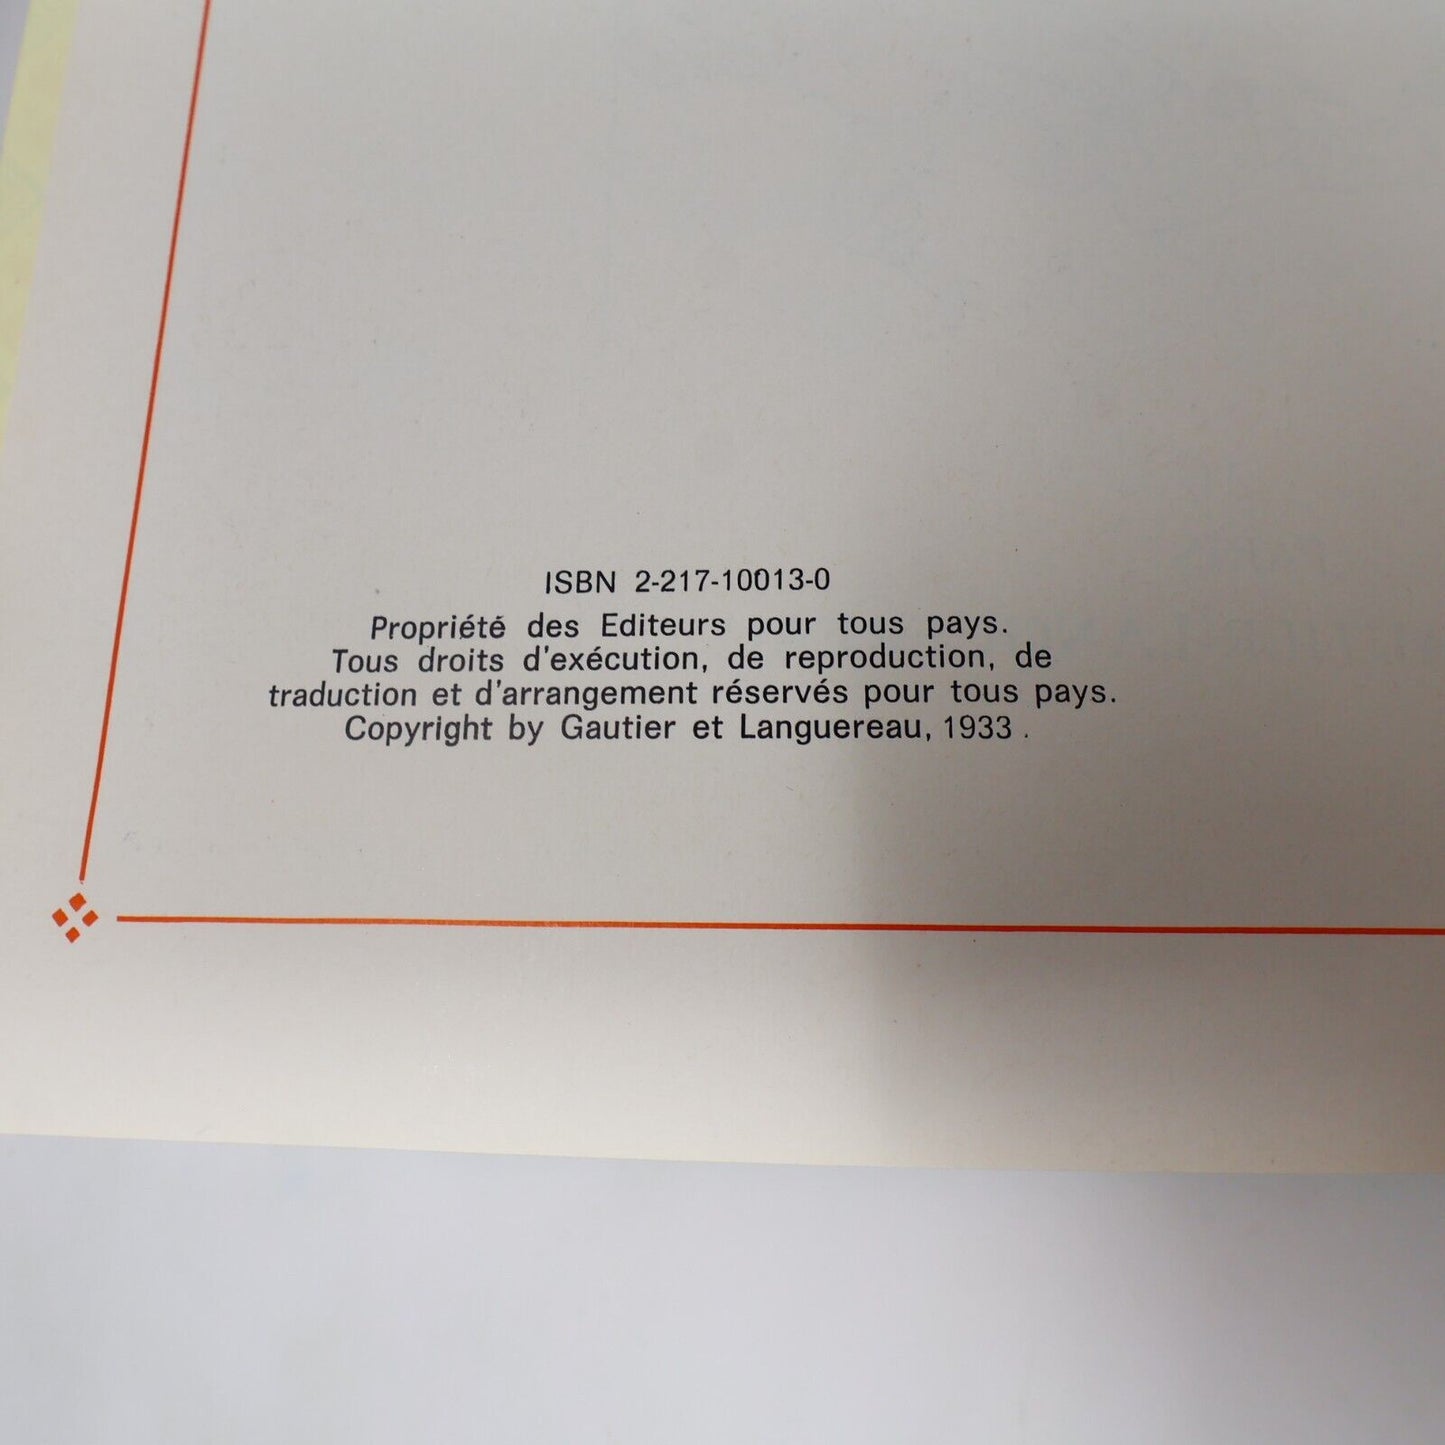 ISBN 2-217-10013-0
Propriété des Editeurs pour tous pays.
Tous droits d'exécution, de reproduction, de
traduction et d'arrangement réservés pour tous pays.
Copyright by Gautier et Languereau, 1933 .